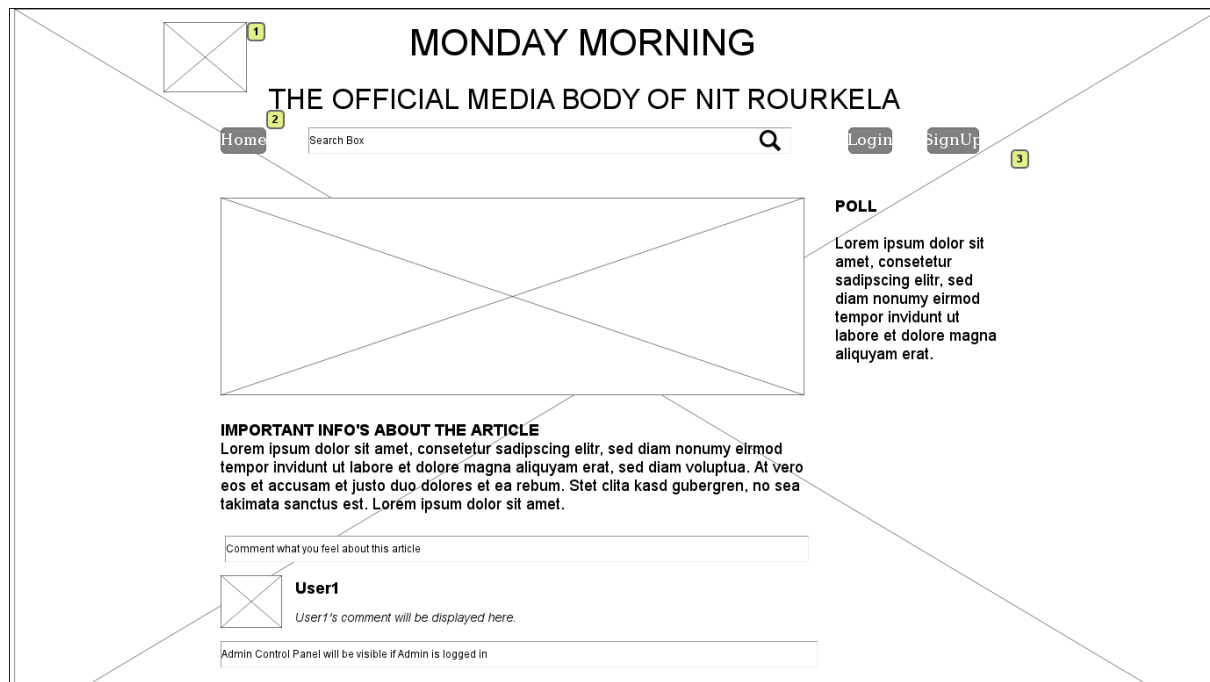 1
MONDAY MORNING
THE OFFICIAL MEDIA BODY OF NIT ROURKELA
2
Home
Search Box
Login
SignUp
3
POLL
Lorem ipsum dolor sit
amet, consetetur
sadipscing elitr, sed
diam nonumy eirmod
tempor invidunt ut
labore et dolore magna
aliquyam erat.
IMPORTANT INFO'S ABOUT THE ARTICLE
Lorem ipsum dolor sit amet, consetetur sadipscing elitr, sed diam nonumy eirmod
tempor invidunt ut labore et dolore magna aliquyam erat, sed diam voluptua. At vero
eos et accusam et justo duo dolores et ea rebum. Stet clita kasd gubergren, no sea
takimata sanctus est. Lorem ipsum dolor sit amet.
Comment what you feel about this article
User1
User1's comment will be displayed here.
Admin Control Panel will be visible if Admin is logged in